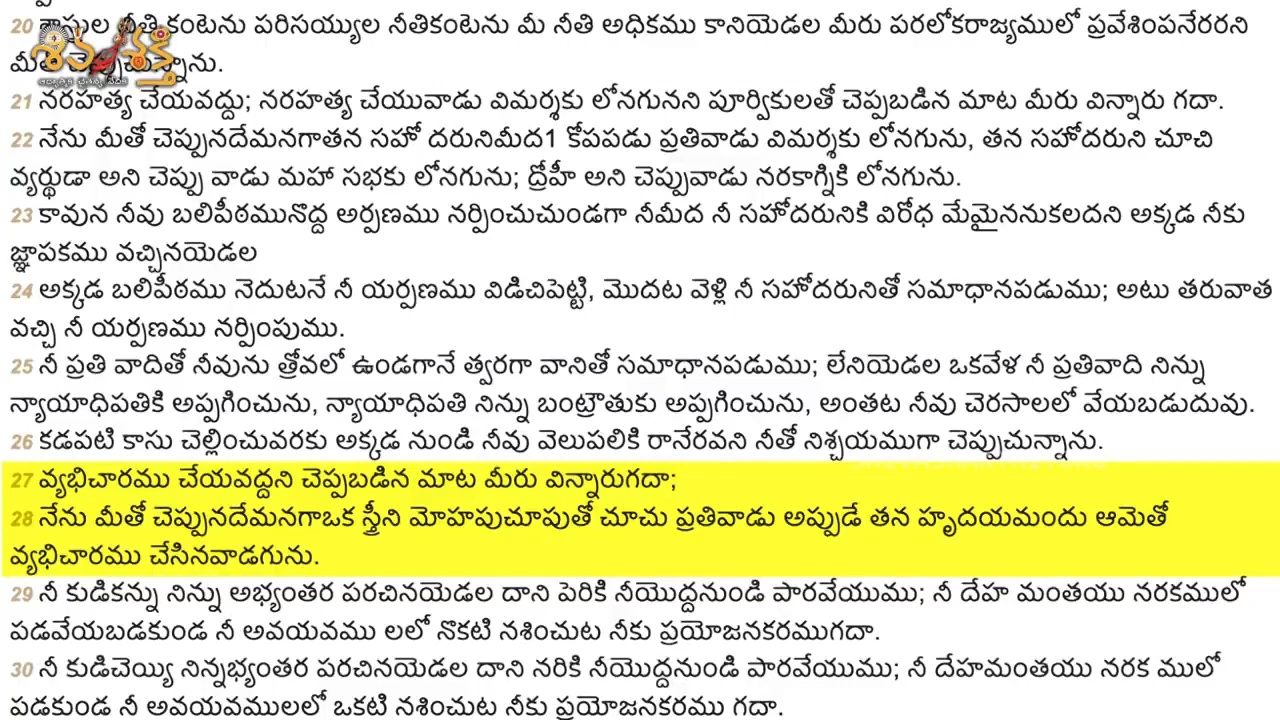 20 శాస్త్రుల నీతికంటెను పరిసయ్యుల నీతికంటెను మీ నీతి అధికము కానియెడల మీరు పరలోకరాజ్యములో ప్రవేశింపనేరరని
మీతో చెప్పుచున్నాను.
శివశక్తి
21 నరహత్య చేయవద్దు; నరహత్య చేయువాడు విమర్శకు లోనగునని పూర్వికులతో చెప్పబడిన మాట మీరు విన్నారు గదా.
22 నేను మీతో చెప్పునదేమనగాతన సహో దరునిమీద1 కోపపడు ప్రతివాడు విమర్శకు లోనగును, తన సహోదరుని చూచి
వ్యర్థుడా అని చెప్పు వాడు మహా సభకు లోనగును; ద్రోహీ అని చెప్పువాడు నరకాగ్నికి లోనగును.
23 కావున నీవు బలిపీఠమునొద్ద అర్పణము నర్పించుచుండగా నీమీద నీ సహోదరునికి విరోధ మేమైననుకలదని అక్కడ నీకు
జ్ఞాపకము వచ్చినయెడల
24 అక్కడ బలిపీఠము నెదుటనే నీ యర్పణము విడిచిపెట్టి, మొదట వెళ్లి నీ సహోదరునితో సమాధానపడుము; అటు తరువాత
వచ్చి నీ యర్పణము నర్పింపుము.
25 నీ ప్రతి వాదితో నీవును త్రోవలో ఉండగానే త్వరగా వానితో సమాధానపడుము; లేనియెడల ఒకవేళ నీ ప్రతివాది నిన్ను
న్యాయాధిపతికి అప్పగించును, న్యాయాధిపతి నిన్ను బంట్రౌతుకు అప్పగించును, అంతట నీవు చెరసాలలో వేయబడుదువు.
26 కడపటి కాసు చెల్లించువరకు అక్కడ నుండి నీవు వెలుపలికి రానేరవని నీతో నిశ్చయముగా చెప్పుచున్నాను.
27 వ్యభిచారము చేయవద్దని చెప్పబడిన మాట మీరు విన్నారుగదా;
28 నేను మీతో చెప్పునదేమనగాఒక స్త్రీని మోహపుచూపుతో చూచు ప్రతివాడు అప్పుడే తన హృదయమందు ఆమెతో
వ్యభిచారము చేసినవాడగును.
29 నీ కుడికన్ను నిన్ను అభ్యంతర పరచినయెడల దాని పెరికి నీయొద్దనుండి పారవేయుము; నీ దేహ మంతయు నరకములో
పడవేయబడకుండ నీ అవయవము లలో నొకటి నశించుట నీకు ప్రయోజనకరముగదా.
30 నీ కుడిచెయ్యి నిన్నభ్యంతర పరచినయెడల దాని నరికి నీయొద్దనుండి పారవేయుము; నీ దేహమంతయు నరక ములో
పడకుండ నీ అవయవములలో ఒకటి నశించుట నీకు ప్రయోజనకరము గదా.